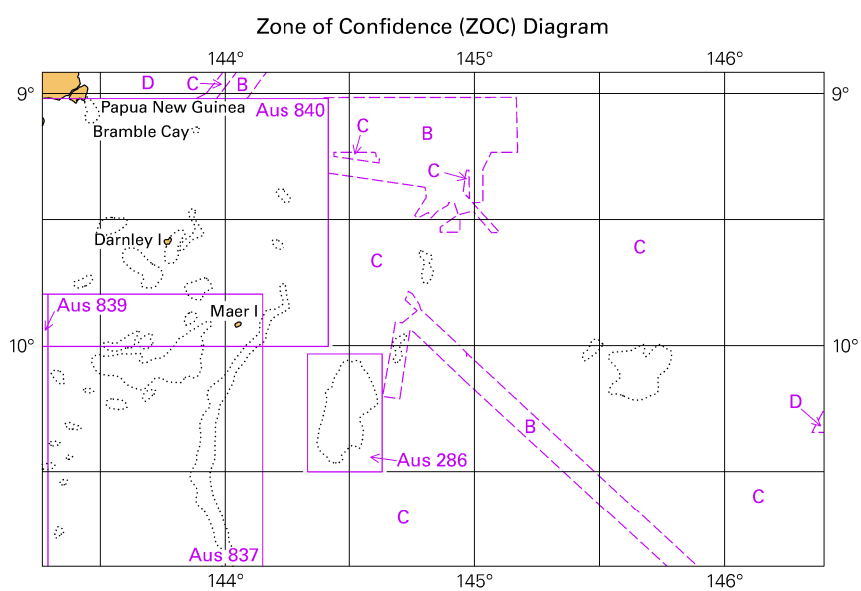 Zone of Confidence (ZOC) Diagram
144° 145° 146°
D C B
9° 9°
Papua New Guinea Aus 840
C B
Bramble Cay
C
Darnley I
C C
Aus 839
Maer I
10° 10°
D
B
Aus 286
C
C
Aus 837
144° 145° 146°